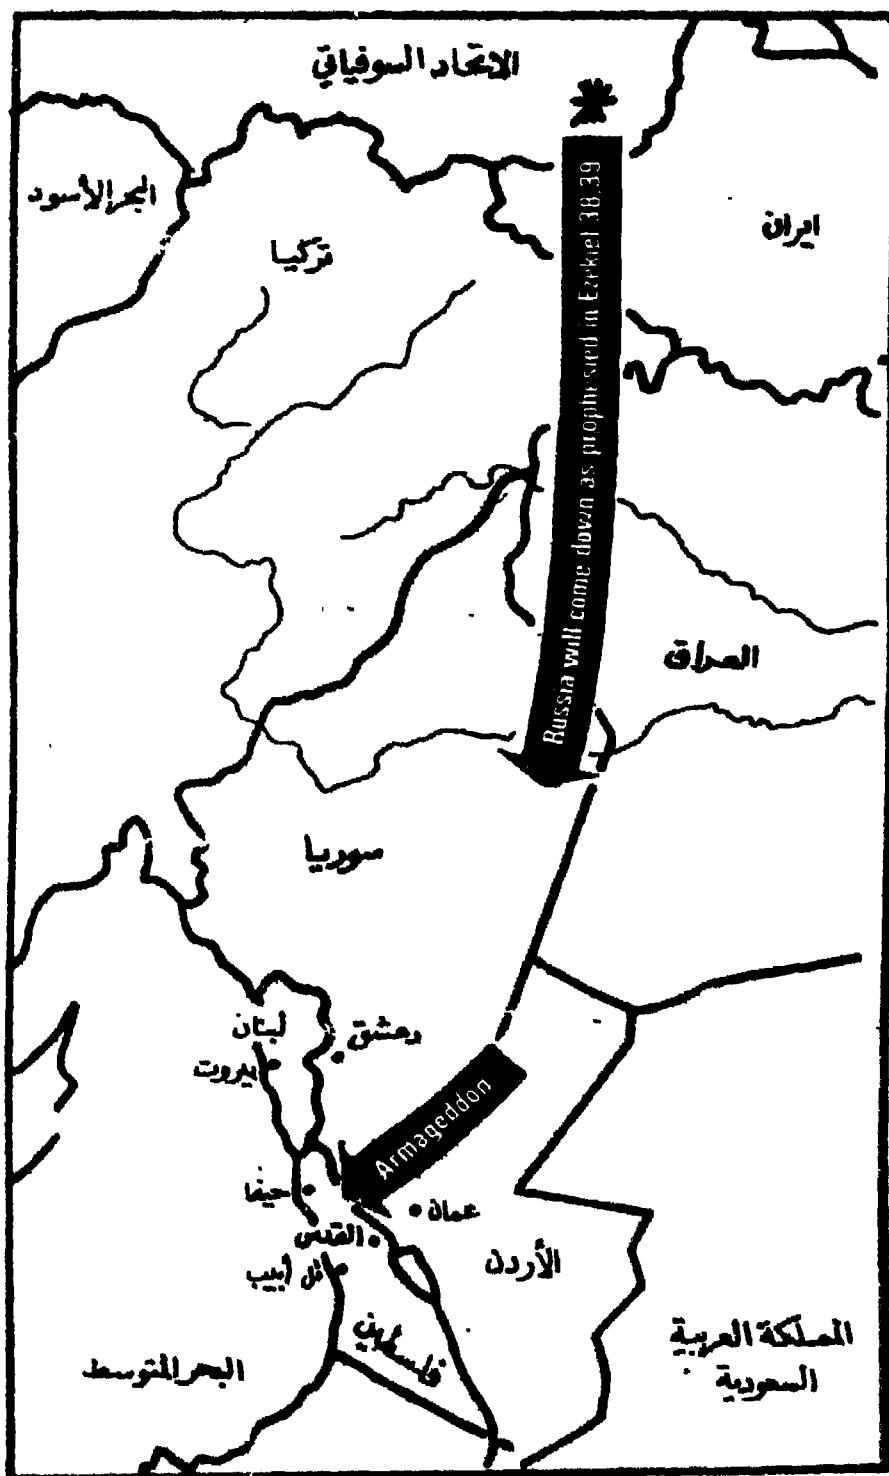 الاتحاد السوفياتي
البحر الأسود
تركيا
ايران
Russia will come down as prophesied in Ezekiel 38,39
العراق
سوريا
لبنان
دمشق
بيروت
Armageddon
حيفا
عمان
القدس
تل أبيب
الأردن
فلسطين
البحر المتوسط
المملكة العربية
السعودية